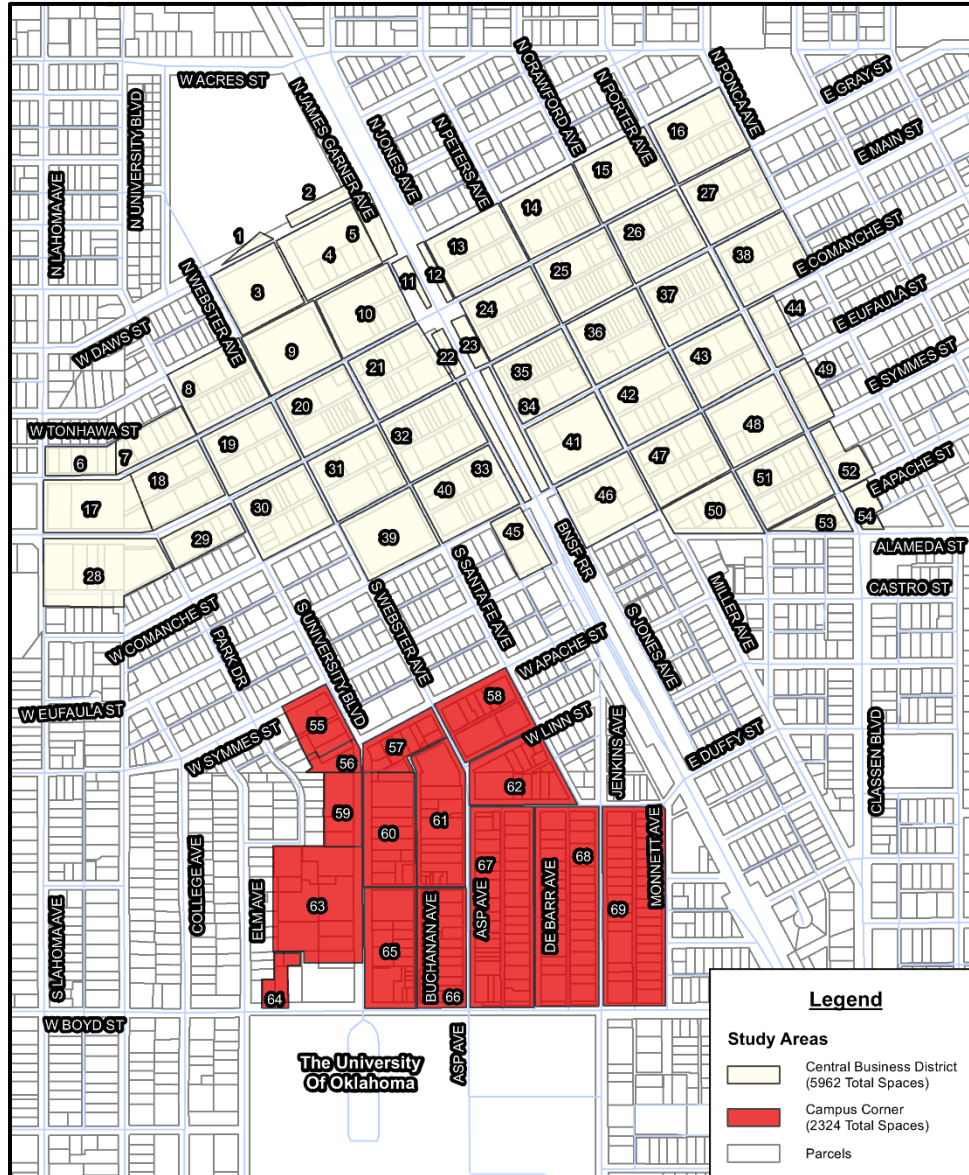 W ACRES ST
N LAHOMA AVE
N UNIVERSITY BLVD
N JAMES GARNER AVE
N JONES AVE
N PETERS AVE
N CRAWFORD AVE
N PORTER AVE
N PONCA AVE
E GRAY ST
E MAIN ST
E COMANCHE ST
E EUFAULA ST
E SYMMES ST
E APACHE ST
N WEBSTER AVE
W DAWS ST
W TONHAWA ST
1
2
3
4
5
6
7
8
9
10
11
12
13
14
15
16
17
18
19
20
21
22
23
24
25
26
27
28
29
30
31
32
33
34
35
36
37
38
39
40
41
42
43
44
45
46
47
48
49
50
51
52
53
54
ALAMEDA ST
CASTRO ST
BNSF RR
MILLER AVE
S JONES AVE
S SANTA FE AVE
S WEBSTER AVE
S UNIVERSITY BLVD
PARK DR
W COMANCHE ST
W EUFAULA ST
W SYMMES ST
W APACHE ST
W LINN ST
JENKINS AVE
E DUFFY ST
CLASSEN BLVD
MONNETT AVE
COLLEGE AVE
ELM AVE
S LAHOMA AVE
BUCHANAN AVE
ASP AVE
DE BARR AVE
55
56
57
58
59
60
61
62
63
64
65
66
67
68
69
W BOYD ST
ASP AVE
The University
Of Oklahoma
Legend
Study Areas
Central Business District
(5962 Total Spaces)
Campus Corner
(2324 Total Spaces)
Parcels